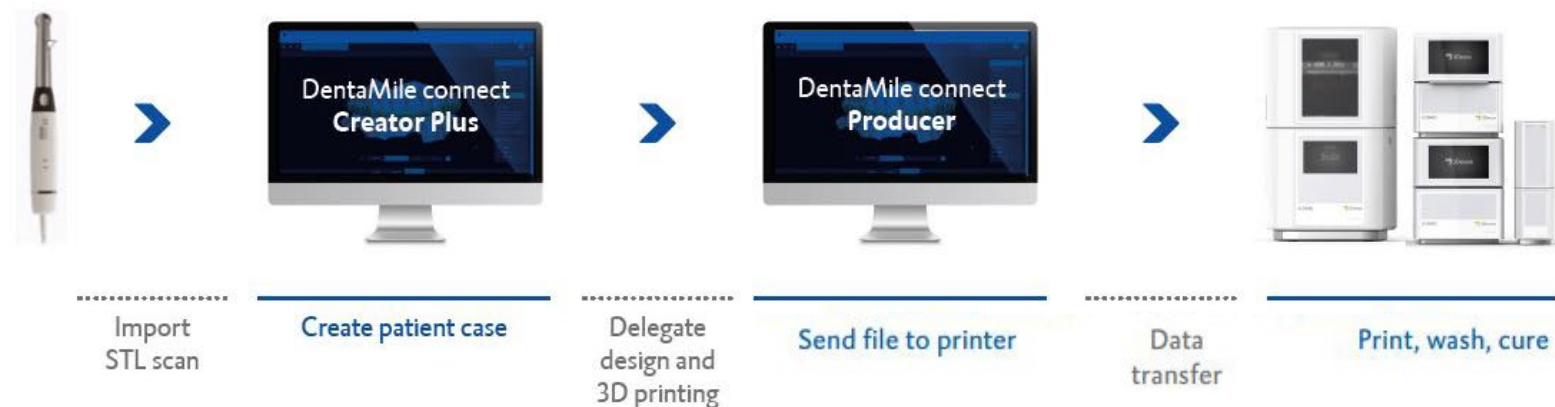 DentaMile connect
Creator Plus
DentaMile connect
Producer
Import
STL scan
Create patient case
Delegate
design and
3D printing
Send file to printer
Data
transfer
Print, wash, cure